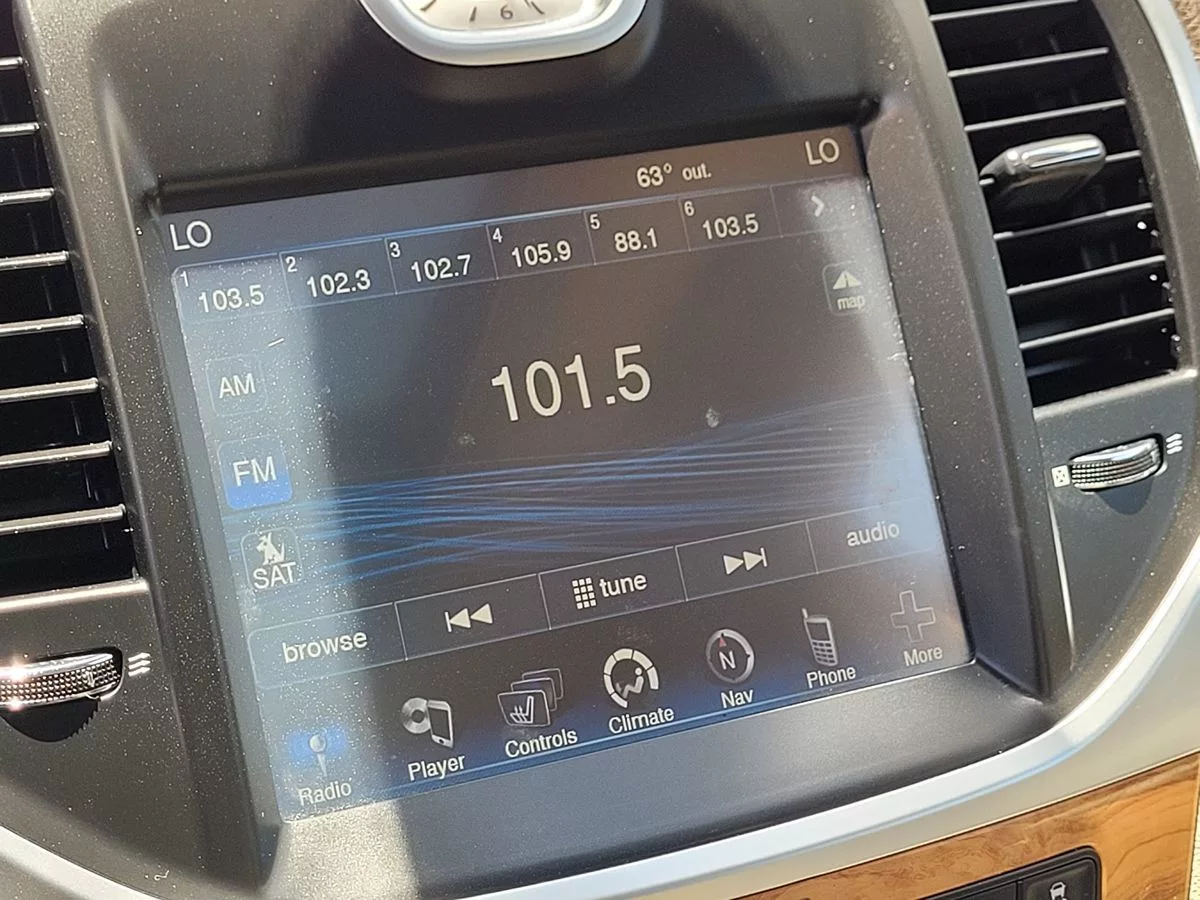 6
63° out.
LO
LO
1 103.5
2 102.3
3 102.7
4 105.9
5 88.1
6 103.5
map
101.5
AM
FM
SAT
browse
tune
audio
N
Radio
Player
Controls
Climate
Nav
Phone
More